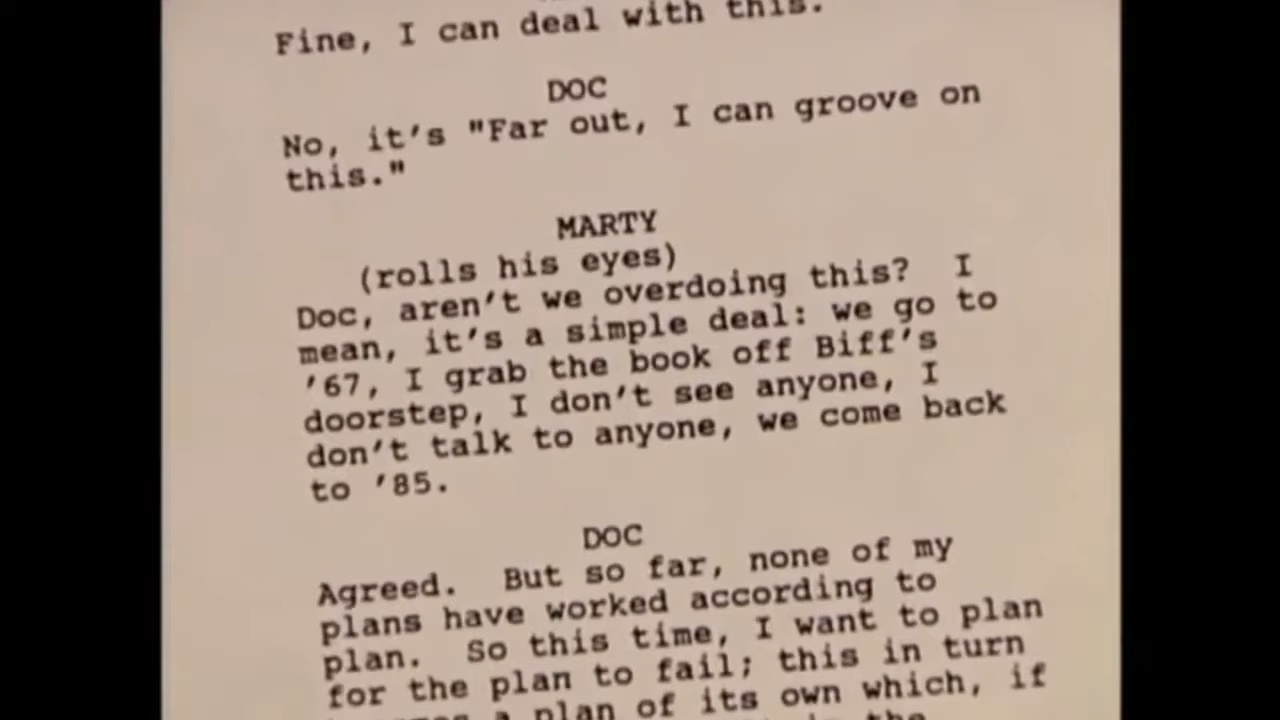 Fine, I can deal with this.
DOC
No, it's "Far out, I can groove on
this."
MARTY
(rolls his eyes)
Doc, aren't we overdoing this? I
mean, it's a simple deal: we go to
'67, I grab the book off Biff's
doorstep, I don't see anyone, I
don't talk to anyone, we come back
to '85.
DOC
Agreed. But so far, none of my
plans have worked according to
plan. So this time, I want to plan
for the plan to fail; this in turn
a plan of its own which, if
the